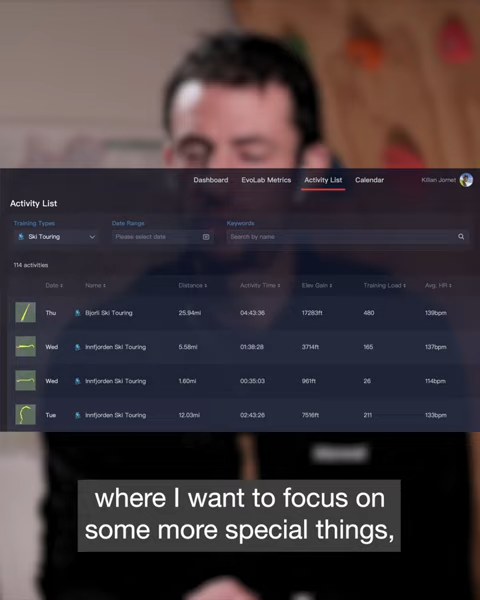 Dashboard EvoLab Metrics Activity List Calendar Kilian Jornet
Activity List
Training Types Date Range Keywords
Ski Touring Please select date Search by name
114 activities
Date Name Distance Activity Time Elev Gain Training Load Avg. HR
Thu Bjorli Ski Touring 25.94mi 04:43:36 17283ft 480 139bpm
Wed Innfjorden Ski Touring 5.58mi 01:38:28 3714ft 165 137bpm
Wed Innfjorden Ski Touring 1.60mi 00:35:03 961ft 26 114bpm
Tue Innfjorden Ski Touring 12.03mi 02:43:26 7516ft 211 133bpm
where I want to focus on
some more special things,